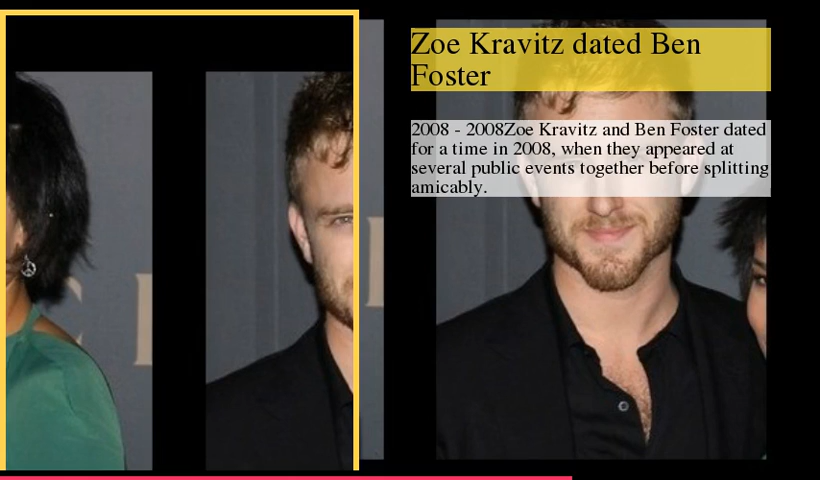 Zoe Kravitz dated Ben
Foster
2008 - 2008Zoe Kravitz and Ben Foster dated
for a time in 2008, when they appeared at
several public events together before splitting
amicably.